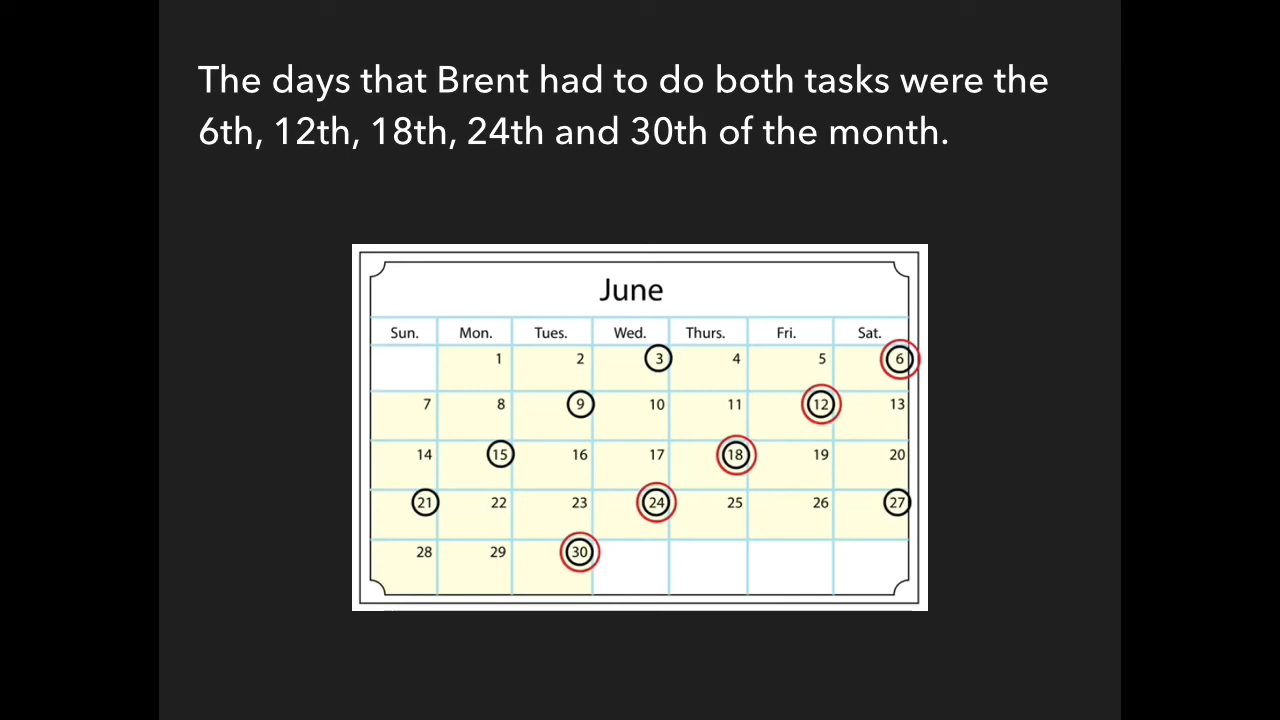 The days that Brent had to do both tasks were the
6th, 12th, 18th, 24th and 30th of the month.
June
Sun. Mon. Tues. Wed. Thurs. Fri. Sat.
1 2 3 4 5 6
7 8 9 10 11 12 13
14 15 16 17 18 19 20
21 22 23 24 25 26 27
28 29 30